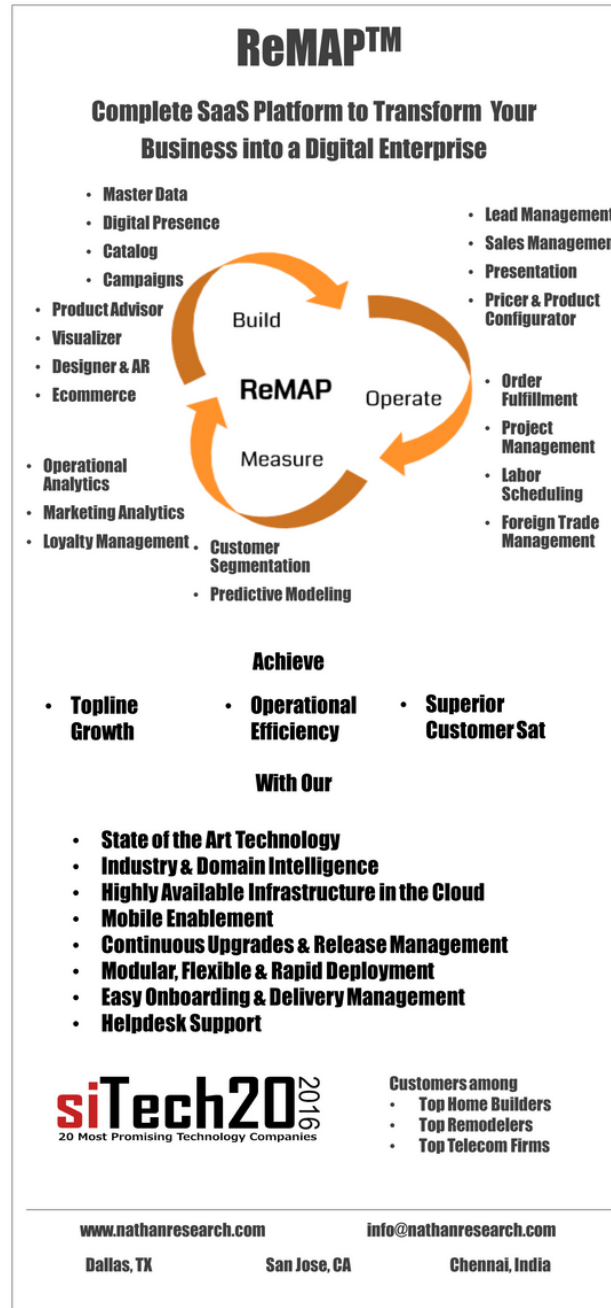 ReMAP™
Complete SaaS Platform to Transform Your
Business into a Digital Enterprise
• Master Data
• Digital Presence
• Catalog
• Campaigns
• Product Advisor
• Visualizer
• Designer & AR
• Ecommerce
• Lead Management
• Sales Management
• Presentation
• Pricer & Product
Configurator
• Order
Fulfillment
• Project
Management
• Labor
Scheduling
• Foreign Trade
Management
Build
ReMAP
Operate
Measure
• Operational
Analytics
• Marketing Analytics
• Loyalty Management
• Customer
Segmentation
• Predictive Modeling
Achieve
• Topline
Growth
• Operational
Efficiency
• Superior
Customer Sat
With Our
• State of the Art Technology
• Industry & Domain Intelligence
• Highly Available Infrastructure in the Cloud
• Mobile Enablement
• Continuous Upgrades & Release Management
• Modular, Flexible & Rapid Deployment
• Easy Onboarding & Delivery Management
• Helpdesk Support
siTech20 2016
20 Most Promising Technology Companies
Customers among
• Top Home Builders
• Top Remodelers
• Top Telecom Firms
www.nathanresearch.com info@nathanresearch.com
Dallas, TX San Jose, CA Chennai, India